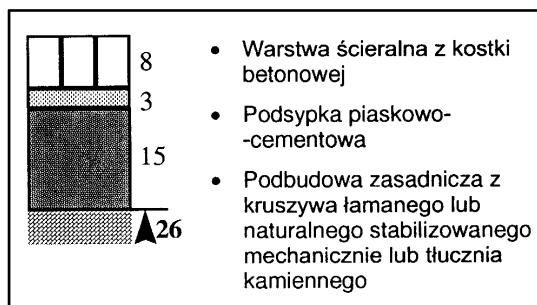 8
3
15
26
• Warstwa ścieralna z kostki
betonowej
• Podsypka piaskowo-
-cementowa
• Podbudowa zasadnicza z
kruszywa łamanego lub
naturalnego stabilizowanego
mechanicznie lub tłucznia
kamiennego